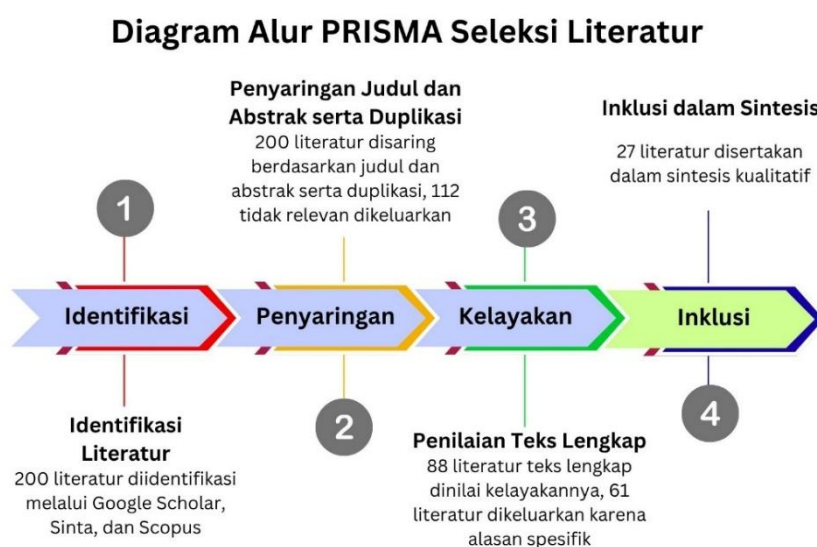 Diagram Alur PRISMA Seleksi Literatur
1
Identifikasi
Identifikasi
Literatur
200 literatur diidentifikasi
melalui Google Scholar,
Sinta, dan Scopus
Penyaringan Judul dan
Abstrak serta Duplikasi
200 literatur disaring
berdasarkan judul dan
abstrak serta duplikasi, 112
tidak relevan dikeluarkan
Penyaringan
2
3
Kelayakan
Penilaian Teks Lengkap
88 literatur teks lengkap
dinilai kelayakannya, 61
literatur dikeluarkan karena
alasan spesifik
Inklusi dalam Sintesis
27 literatur disertakan
dalam sintesis kualitatif
Inklusi
4